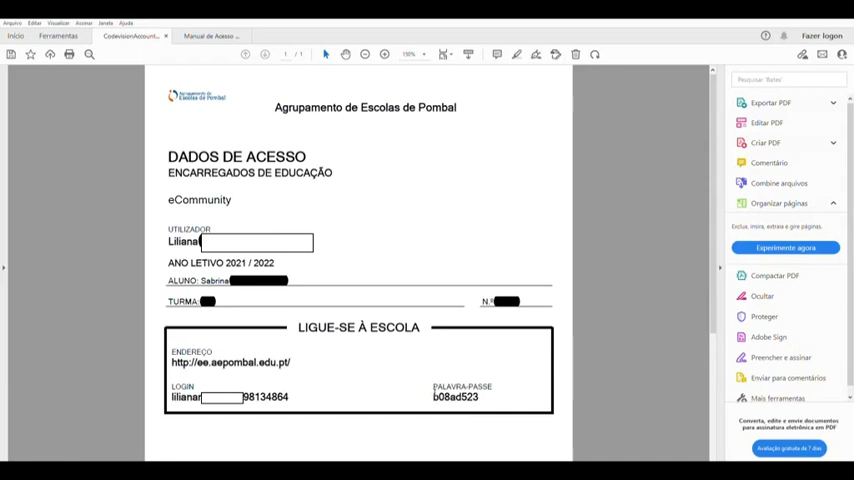 Arquivo Editar Visualizar Assinar Janela Ajuda
Início Ferramentas CodevisionAccount... × Manual de Acesso ... Fazer logon
1 / 1 150%
Agrupamento de
Escolas de Pombal
Agrupamento de Escolas de Pombal
DADOS DE ACESSO
ENCARREGADOS DE EDUCAÇÃO
eCommunity
UTILIZADOR
Liliana
ANO LETIVO 2021 / 2022
ALUNO: Sabrina
TURMA: N.º
LIGUE-SE À ESCOLA
ENDEREÇO
http://ee.aepombal.edu.pt/
LOGIN PALAVRA-PASSE
lilianar 98134864 b08ad523
Pesquisar 'Bates'
Exportar PDF
Editar PDF
Criar PDF
Comentário
Combine arquivos
Organizar páginas
Exclua, insira, extraia e gire páginas.
Experimente agora
Compactar PDF
Ocultar
Proteger
Adobe Sign
Preencher e assinar
Enviar para comentários
Mais ferramentas
Converta, edite e envie documentos
para assinatura eletrônica em PDF
Avaliação gratuita de 7 dias